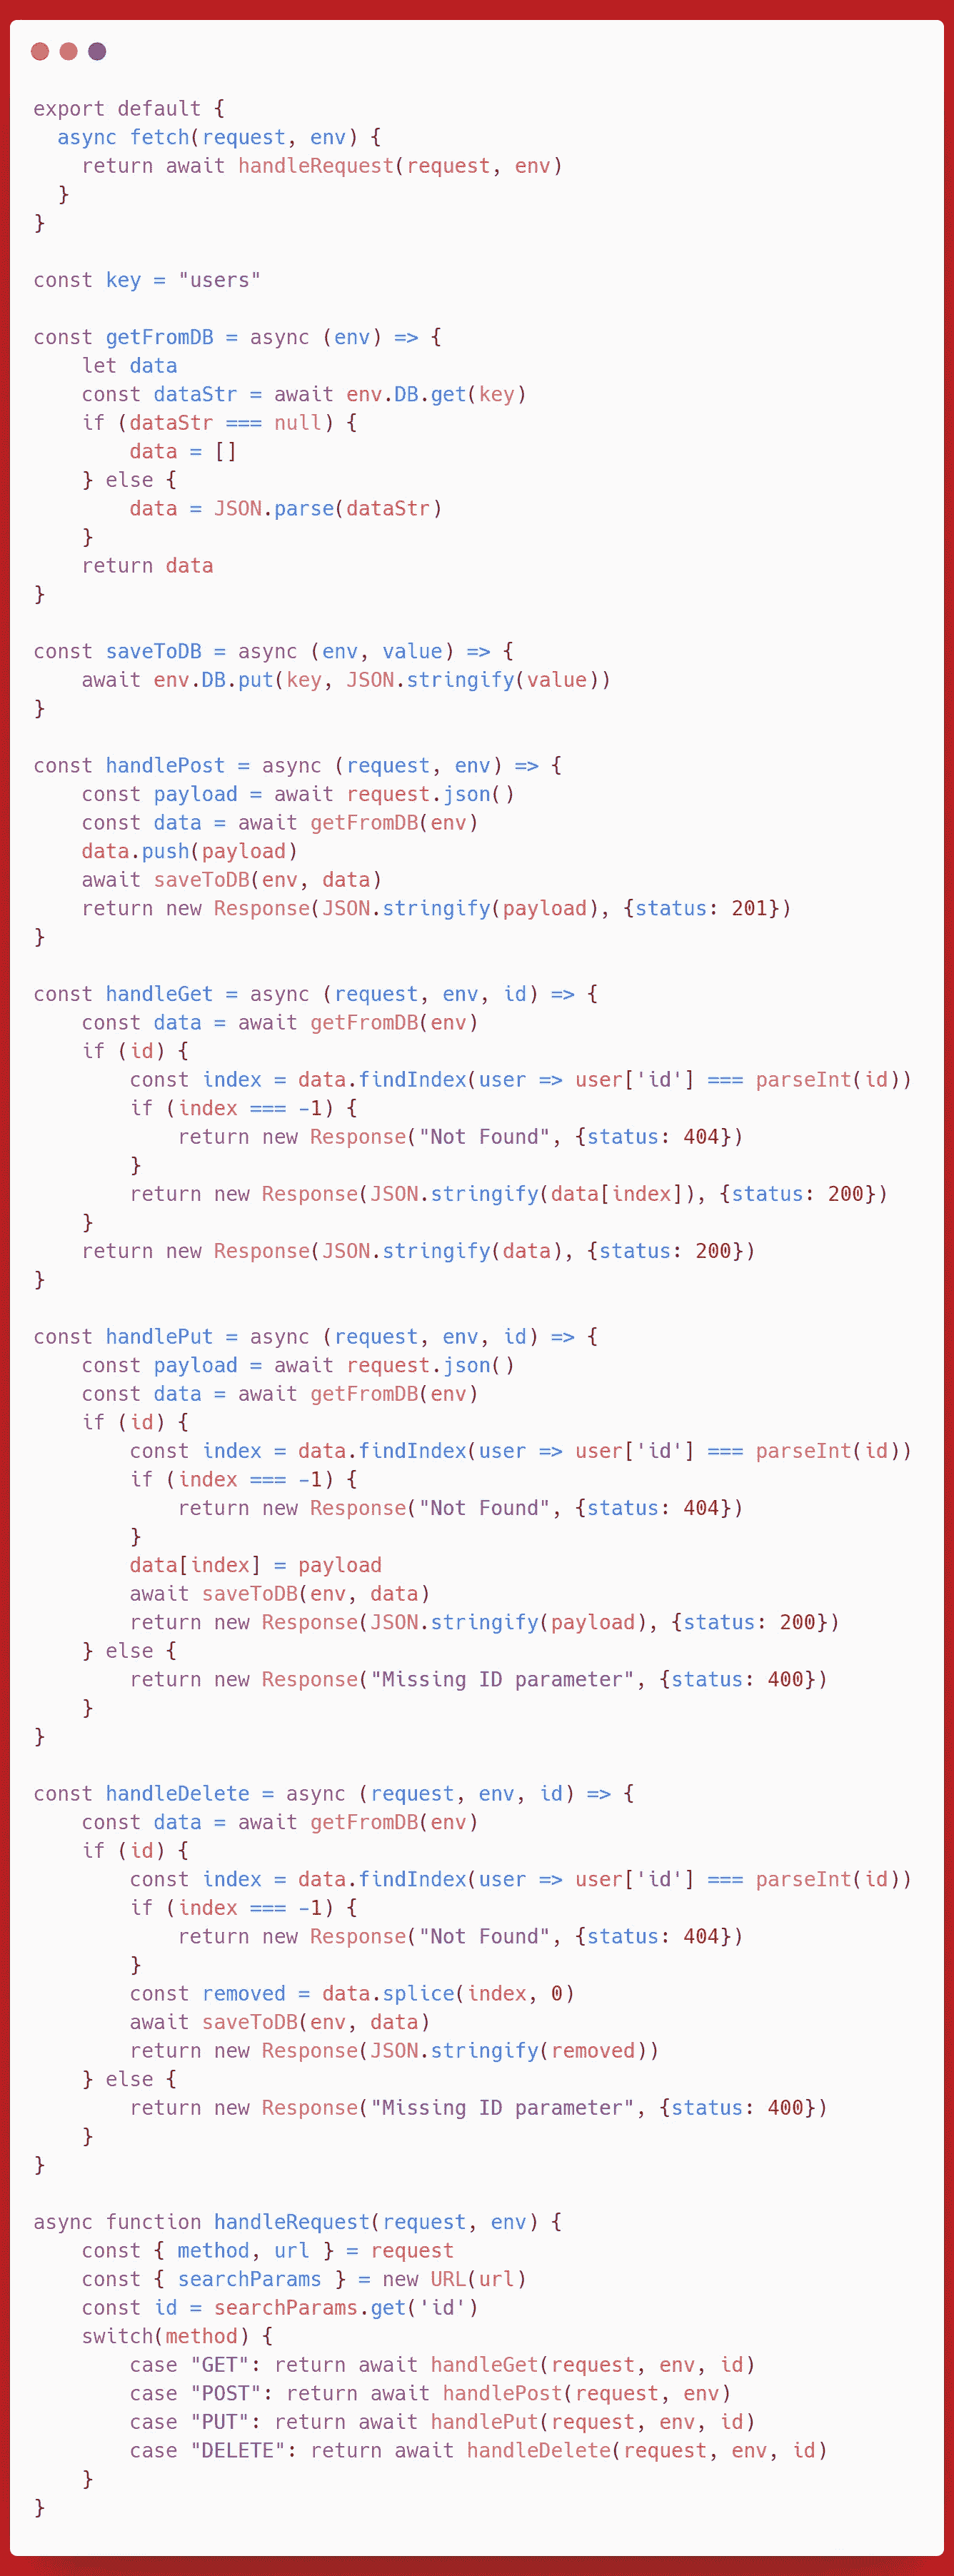 export default {
  async fetch(request, env) {
    return await handleRequest(request, env)
  }
}

const key = "users"

const getFromDB = async (env) => {
    let data
    const dataStr = await env.DB.get(key)
    if (dataStr === null) {
        data = []
    } else {
        data = JSON.parse(dataStr)
    }
    return data
}

const saveToDB = async (env, value) => {
    await env.DB.put(key, JSON.stringify(value))
}

const handlePost = async (request, env) => {
    const payload = await request.json()
    const data = await getFromDB(env)
    data.push(payload)
    await saveToDB(env, data)
    return new Response(JSON.stringify(payload), {status: 201})
}

const handleGet = async (request, env, id) => {
    const data = await getFromDB(env)
    if (id) {
        const index = data.findIndex(user => user['id'] === parseInt(id))
        if (index === -1) {
            return new Response("Not Found", {status: 404})
        }
        return new Response(JSON.stringify(data[index]), {status: 200})
    }
    return new Response(JSON.stringify(data), {status: 200})
}

const handlePut = async (request, env, id) => {
    const payload = await request.json()
    const data = await getFromDB(env)
    if (id) {
        const index = data.findIndex(user => user['id'] === parseInt(id))
        if (index === -1) {
            return new Response("Not Found", {status: 404})
        }
        data[index] = payload
        await saveToDB(env, data)
        return new Response(JSON.stringify(payload), {status: 200})
    } else {
        return new Response("Missing ID parameter", {status: 400})
    }
}

const handleDelete = async (request, env, id) => {
    const data = await getFromDB(env)
    if (id) {
        const index = data.findIndex(user => user['id'] === parseInt(id))
        if (index === -1) {
            return new Response("Not Found", {status: 404})
        }
        const removed = data.splice(index, 0)
        await saveToDB(env, data)
        return new Response(JSON.stringify(removed))
    } else {
        return new Response("Missing ID parameter", {status: 400})
    }
}

async function handleRequest(request, env) {
    const { method, url } = request
    const { searchParams } = new URL(url)
    const id = searchParams.get('id')
    switch(method) {
        case "GET": return await handleGet(request, env, id)
        case "POST": return await handlePost(request, env)
        case "PUT": return await handlePut(request, env, id)
        case "DELETE": return await handleDelete(request, env, id)
    }
}